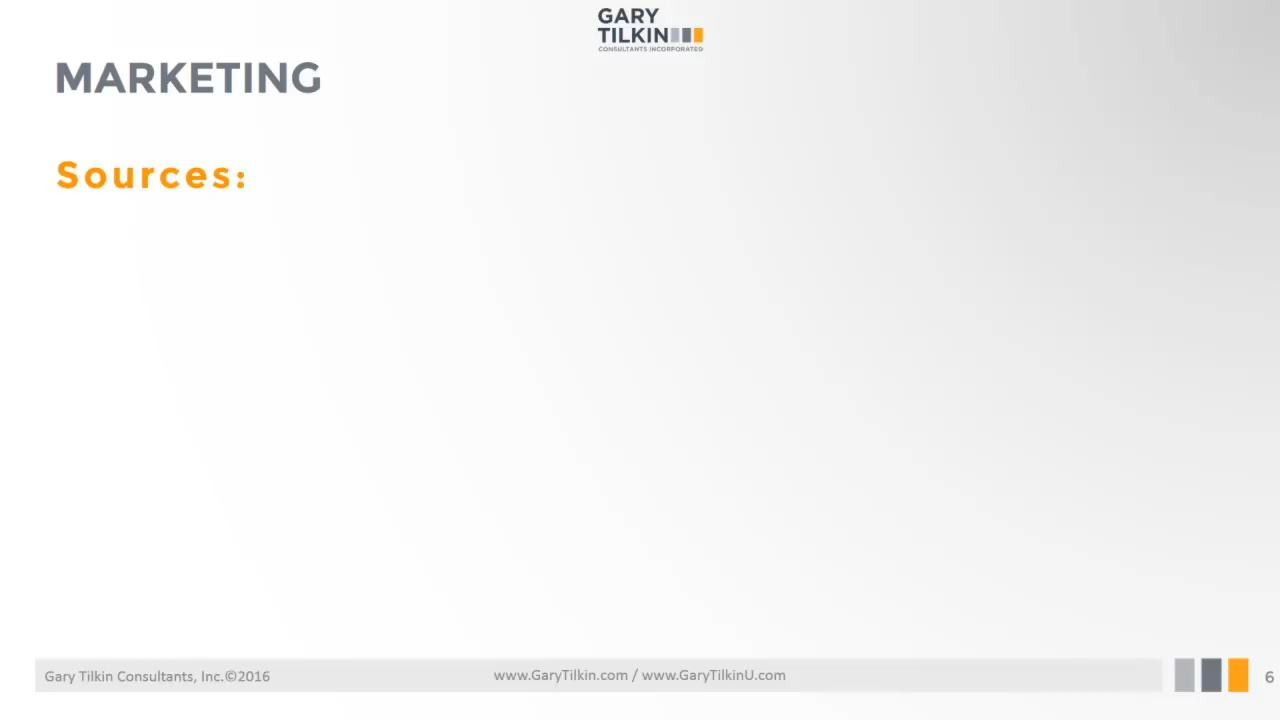 GARY
TILKIN
CONSULTANTS INCORPORATED
MARKETING
Sources:
Gary Tilkin Consultants, Inc.©2016
www.GaryTilkin.com / www.GaryTilkinU.com
6